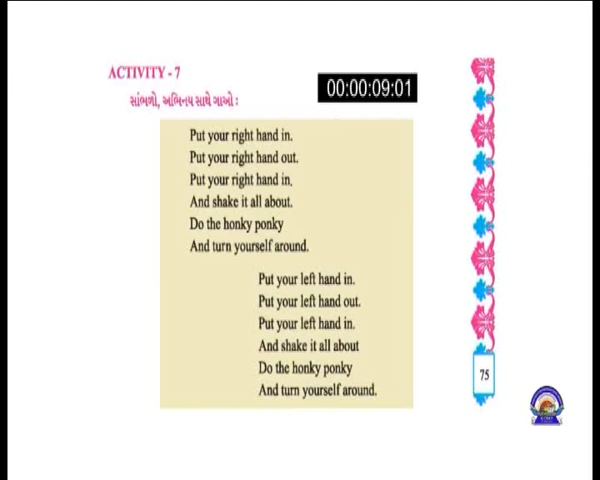 ACTIVITY - 7
00:00:09:01
સાંભળો, અભિનય સાથે ગાઓ :
Put your right hand in.
Put your right hand out.
Put your right hand in.
And shake it all about.
Do the honky ponky
And turn yourself around.
Put your left hand in.
Put your left hand out.
Put your left hand in.
And shake it all about
Do the honky ponky
And turn yourself around.
75